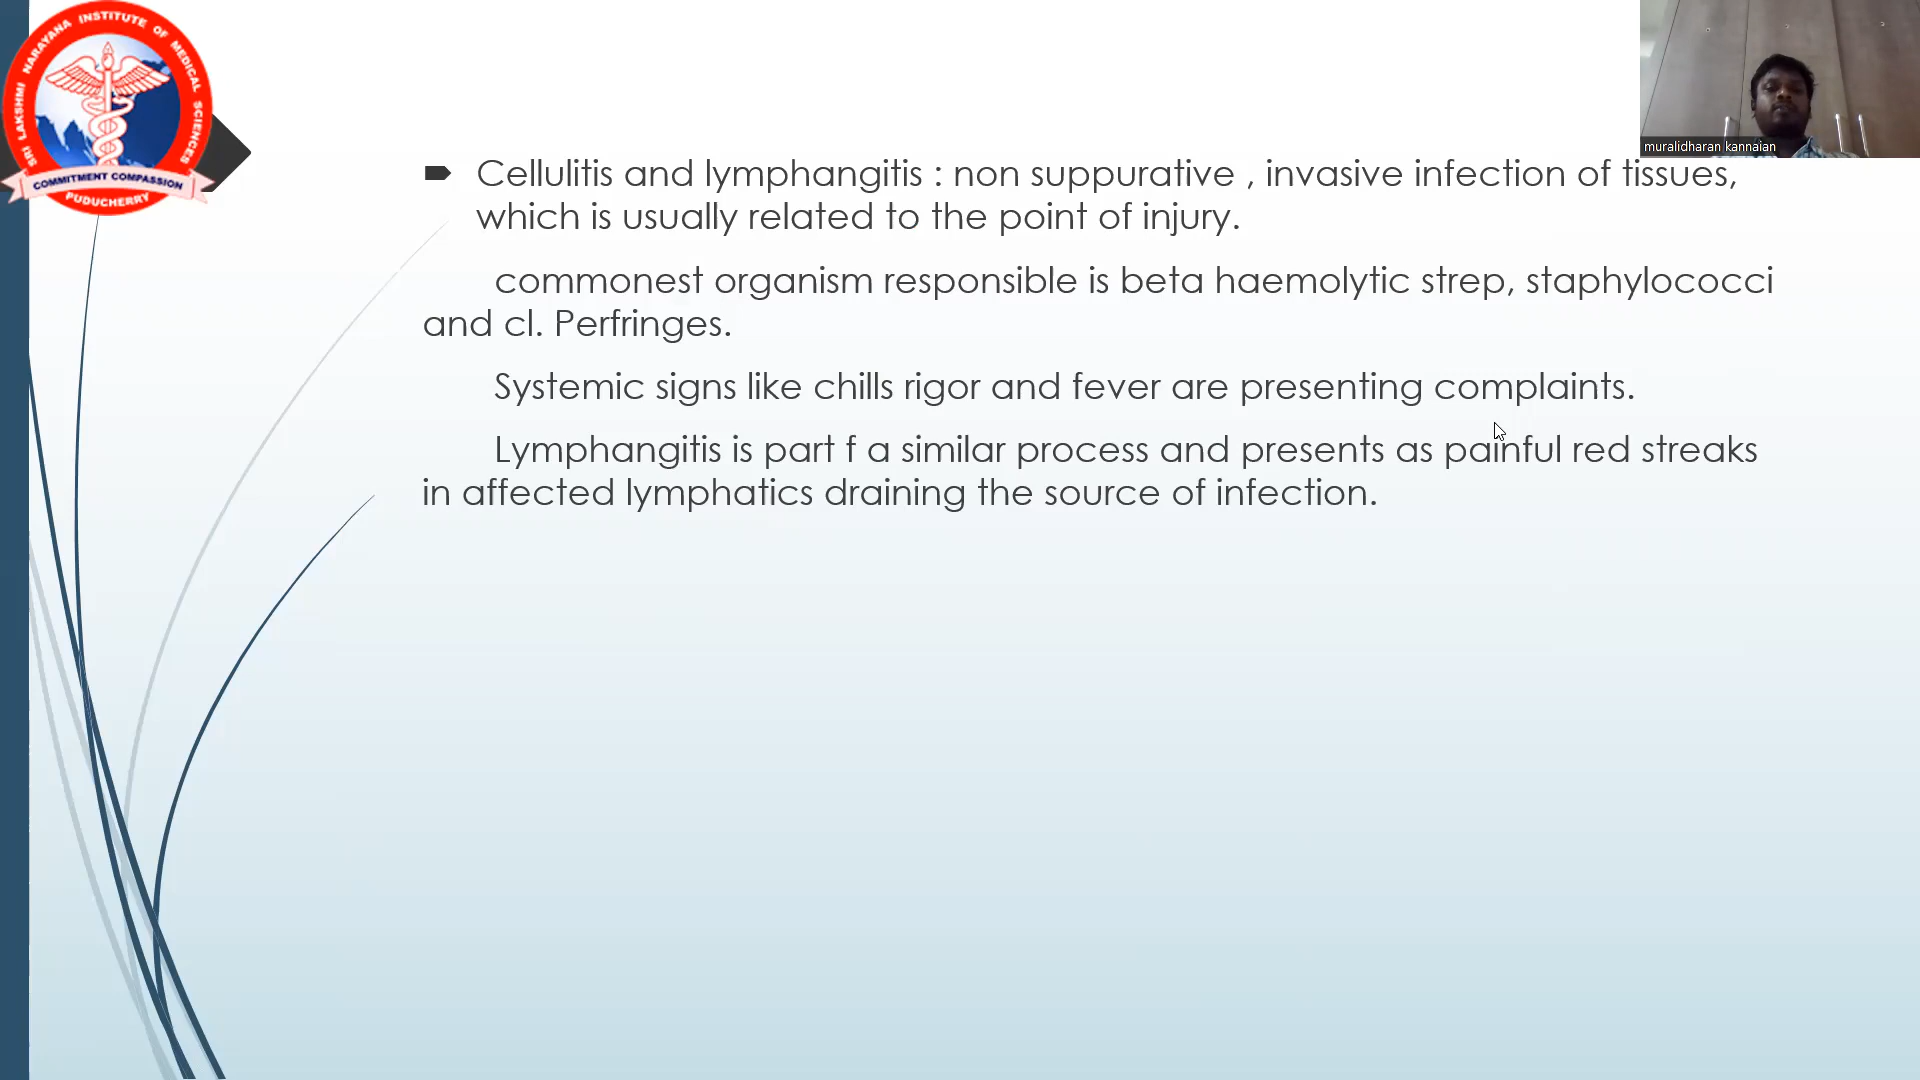 SRI LAKSHMI NARAYANA INSTITUTE OF MEDICAL SCIENCES
COMMITMENT COMPASSION
PUDUCHERRY
muralidharan kannaian
Cellulitis and lymphangitis : non suppurative , invasive infection of tissues,
which is usually related to the point of injury.
commonest organism responsible is beta haemolytic strep, staphylococci
and cl. Perfringes.
Systemic signs like chills rigor and fever are presenting complaints.
Lymphangitis is part f a similar process and presents as painful red streaks
in affected lymphatics draining the source of infection.